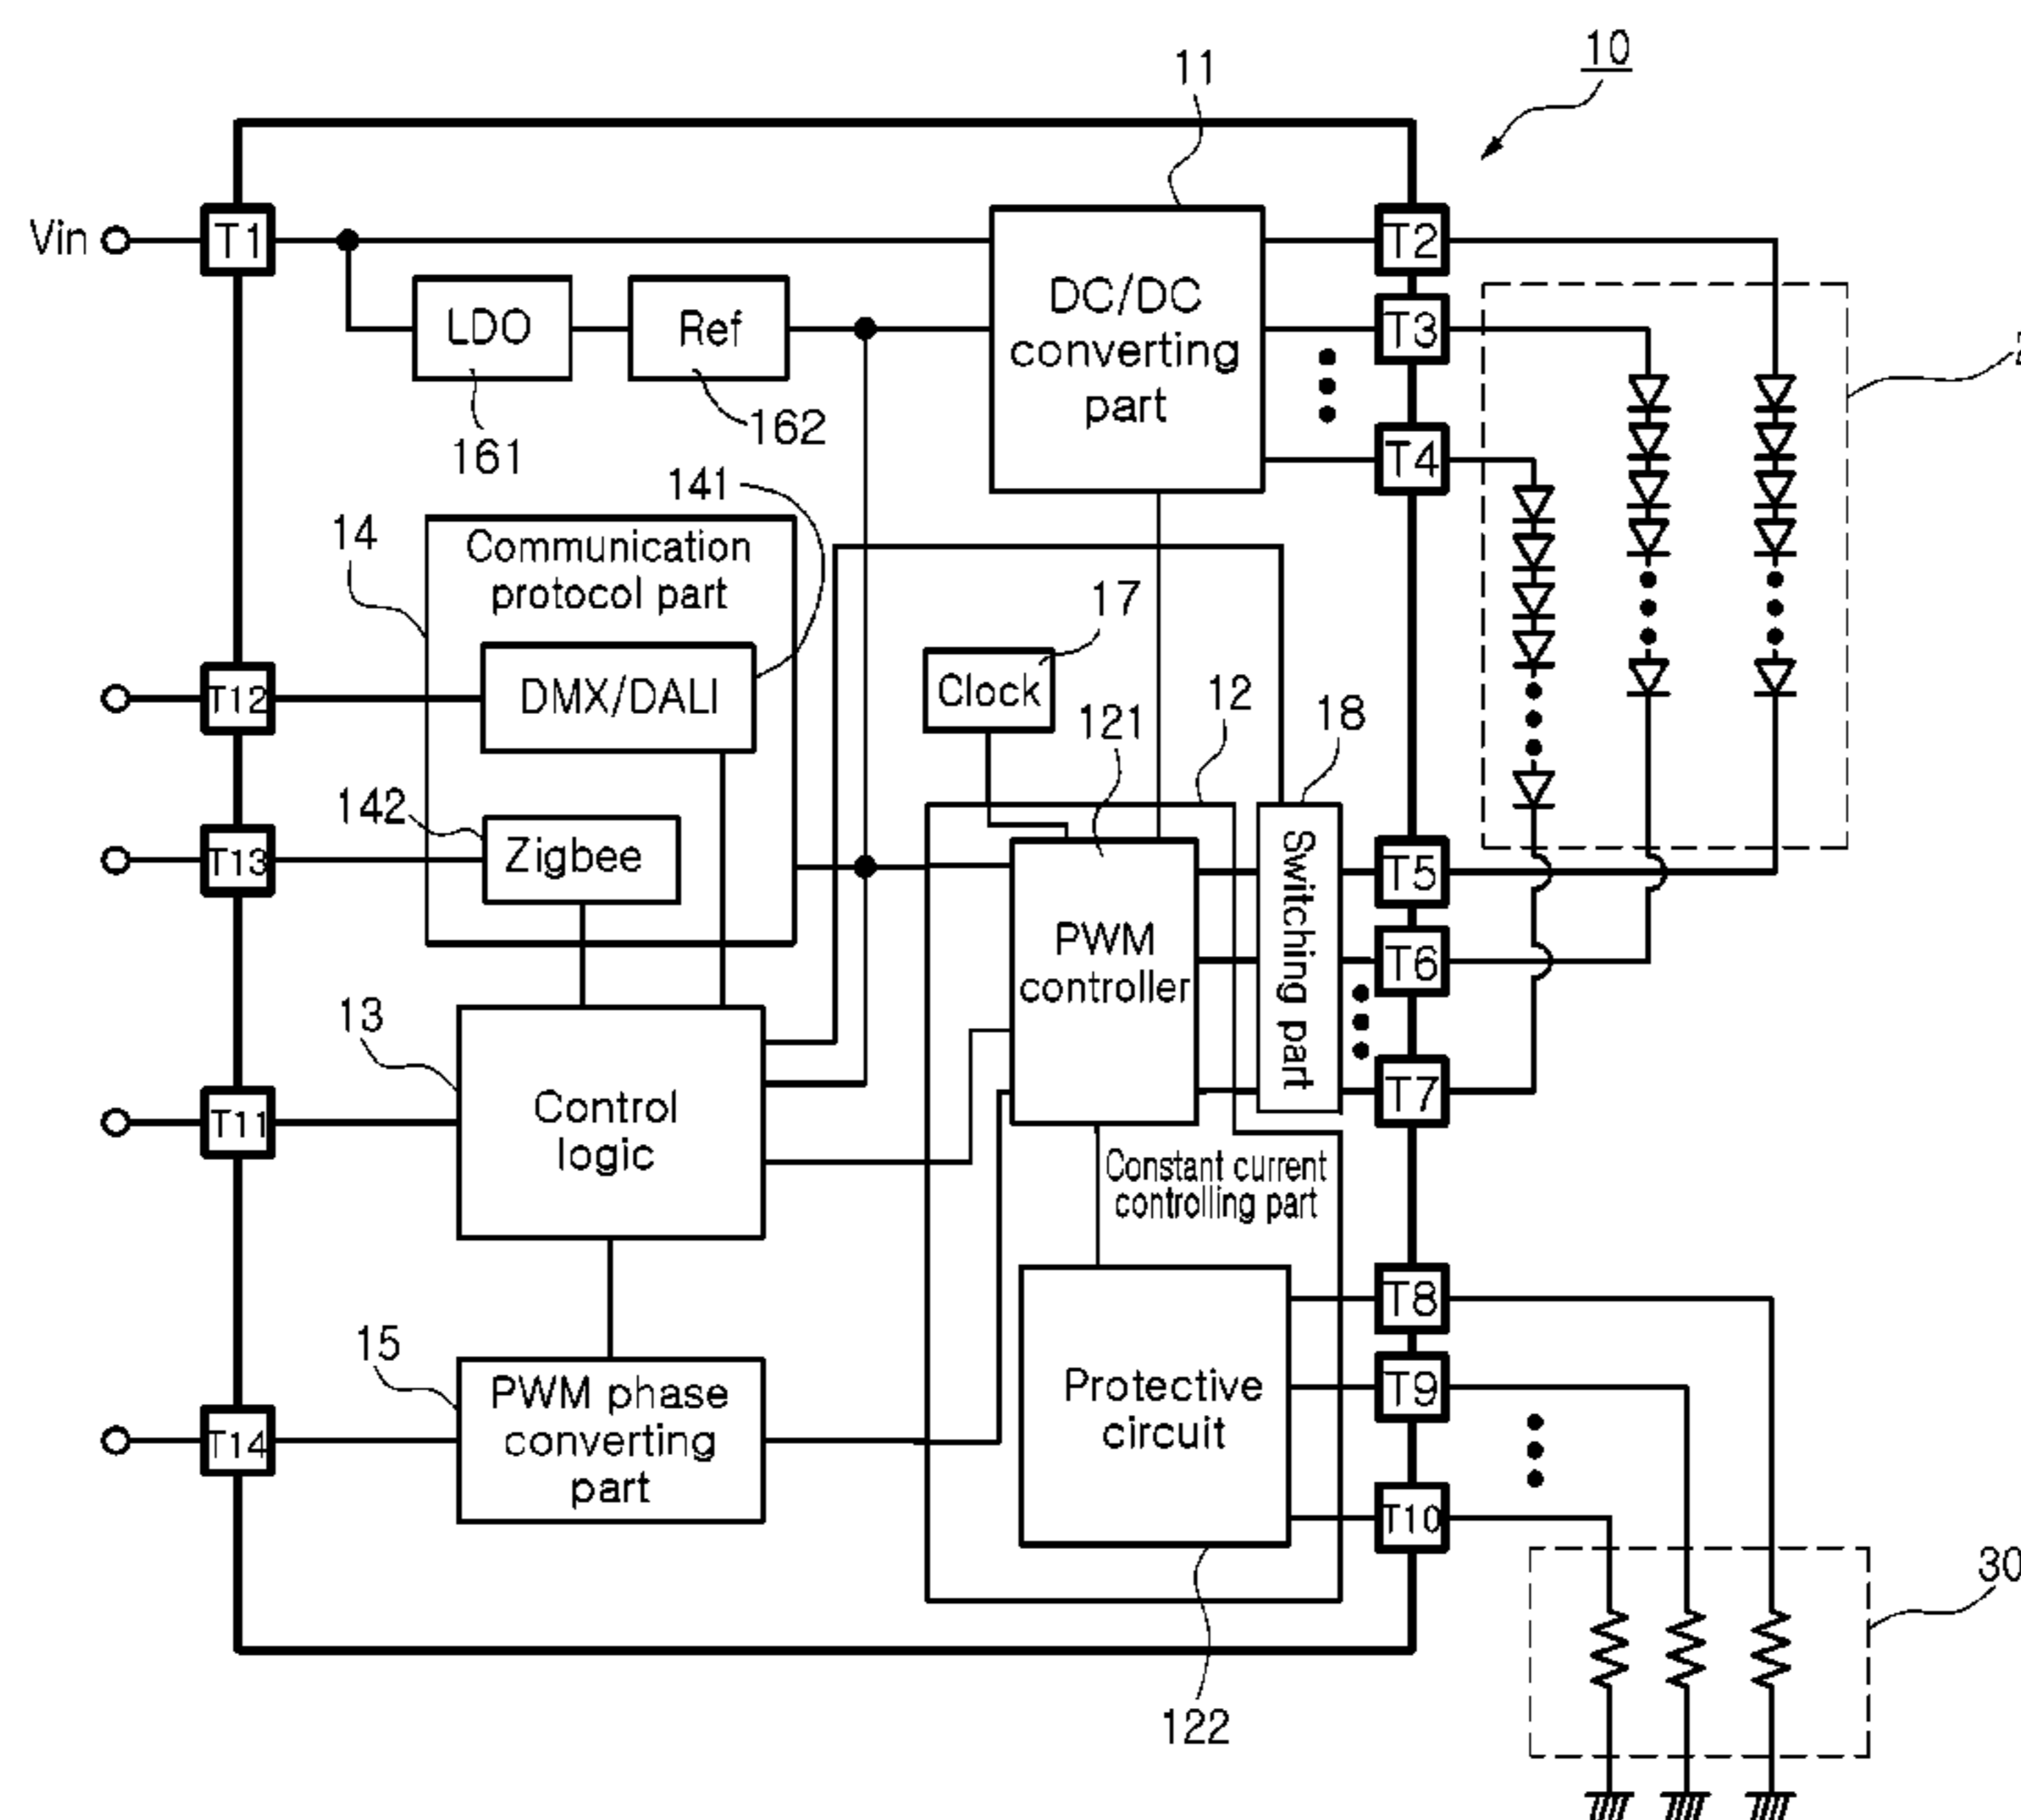 10
11
Vin
T1
T2
LDO
Ref
DC/DC
converting
part
T3
161
162
T4
141
14
Communication
protocol part
17
T12
DMX/DALI
Clock
121
12
18
142
T13
Zigbee
Switching part
T5
PWM
controller
T6
13
T11
Control
logic
T7
Constant current
controlling part
T8
15
T14
PWM phase
converting
part
Protective
circuit
T9
T10
30
122